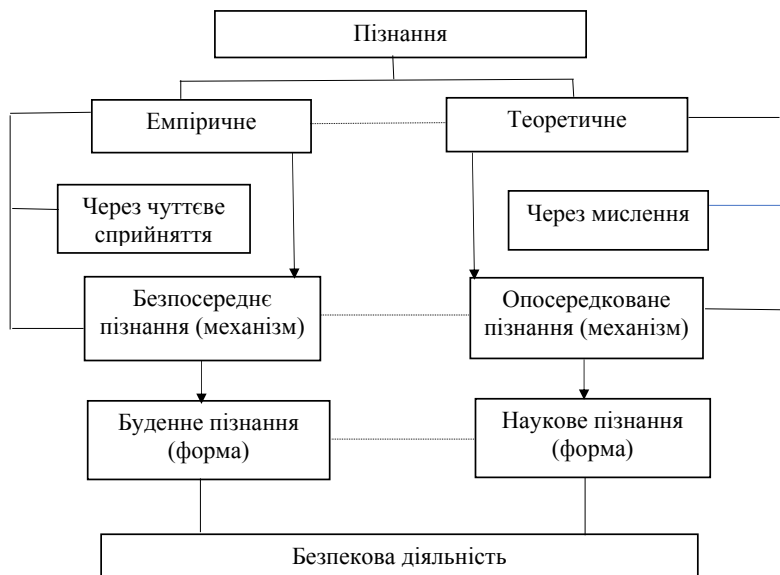 Пізнання
Емпіричне
Теоретичне
Через чуттєве
сприйняття
Через мислення
Безпосереднє
пізнання (механізм)
Опосередковане
пізнання (механізм)
Буденне пізнання
(форма)
Наукове пізнання
(форма)
Безпекова діяльність